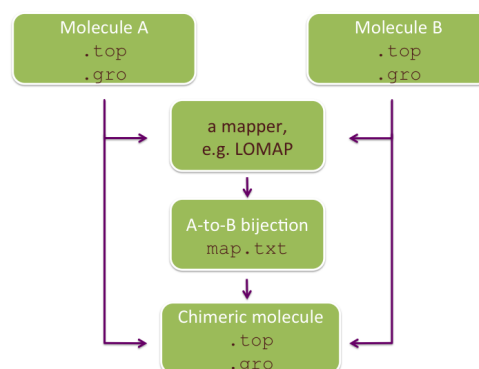 Molecule A
.top
.gro
Molecule B
.top
.gro
a mapper,
e.g. LOMAP
A-to-B bijection
map.txt
Chimeric molecule
.top
.gro